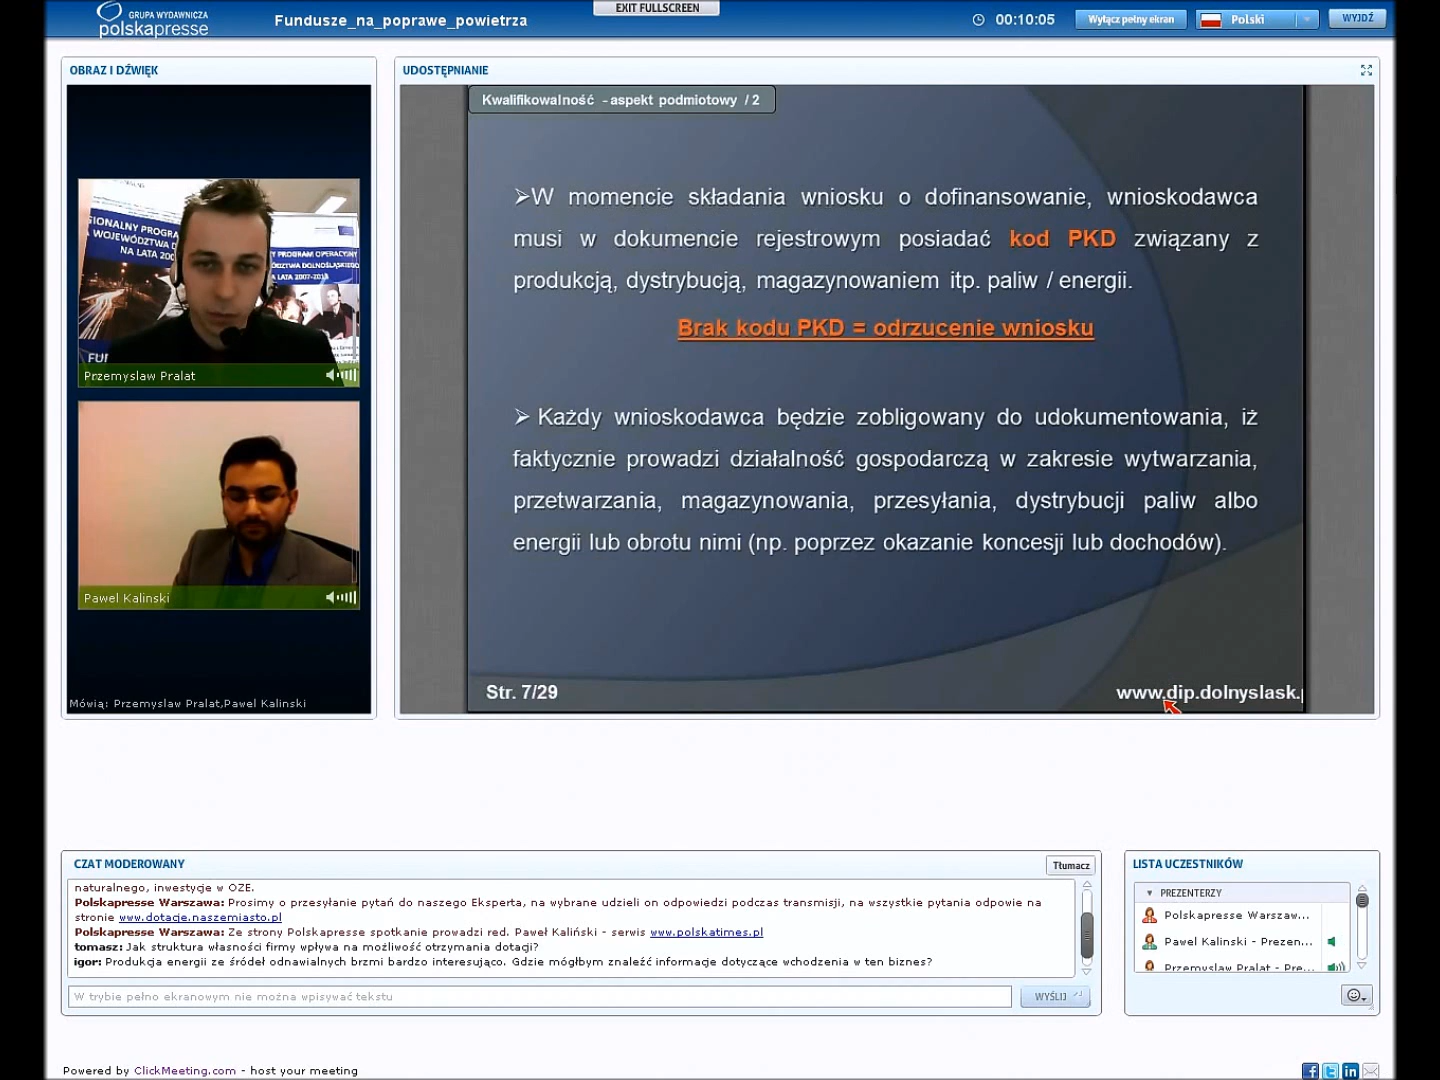 GRUPA WYDAWNICZA
polskapresse
Fundusze_na_poprawe_powietrza
EXIT FULLSCREEN
00:10:05
Wyłącz pełny ekran
Polski
WYJDŹ
OBRAZ I DŹWIĘK
UDOSTĘPNIANIE
Przemyslaw Pralat
Pawel Kalinski
Mówią: Przemyslaw Pralat,Pawel Kalinski
Kwalifikowalność - aspekt podmiotowy / 2
➢W momencie składania wniosku o dofinansowanie, wnioskodawca
musi w dokumencie rejestrowym posiadać kod PKD związany z
produkcją, dystrybucją, magazynowaniem itp. paliw / energii.
Brak kodu PKD = odrzucenie wniosku
➢ Każdy wnioskodawca będzie zobligowany do udokumentowania, iż
faktycznie prowadzi działalność gospodarczą w zakresie wytwarzania,
przetwarzania, magazynowania, przesyłania, dystrybucji paliw albo
energii lub obrotu nimi (np. poprzez okazanie koncesji lub dochodów).
Str. 7/29
www.dip.dolnyslask.
CZAT MODEROWANY
Tłumacz
naturalnego, inwestycje w OZE.
Polskapresse Warszawa: Prosimy o przesyłanie pytań do naszego Eksperta, na wybrane udzieli on odpowiedzi podczas transmisji, na wszystkie pytania odpowie na
stronie www.dotacje.naszemiasto.pl
Polskapresse Warszawa: Ze strony Polskapresse spotkanie prowadzi red. Paweł Kaliński - serwis www.polskatimes.pl
tomasz: Jak struktura własności firmy wpływa na możliwość otrzymania dotacji?
igor: Produkcja energii ze źródeł odnawialnych brzmi bardzo interesująco. Gdzie mógłbym znaleźć informacje dotyczące wchodzenia w ten biznes?
W trybie pełno ekranowym nie można wpisywać tekstu
WYŚLIJ
LISTA UCZESTNIKÓW
PREZENTERZY
Polskapresse Warszaw...
Pawel Kalinski - Prezen...
Przemyslaw Pralat - Pre...
Powered by ClickMeeting.com - host your meeting